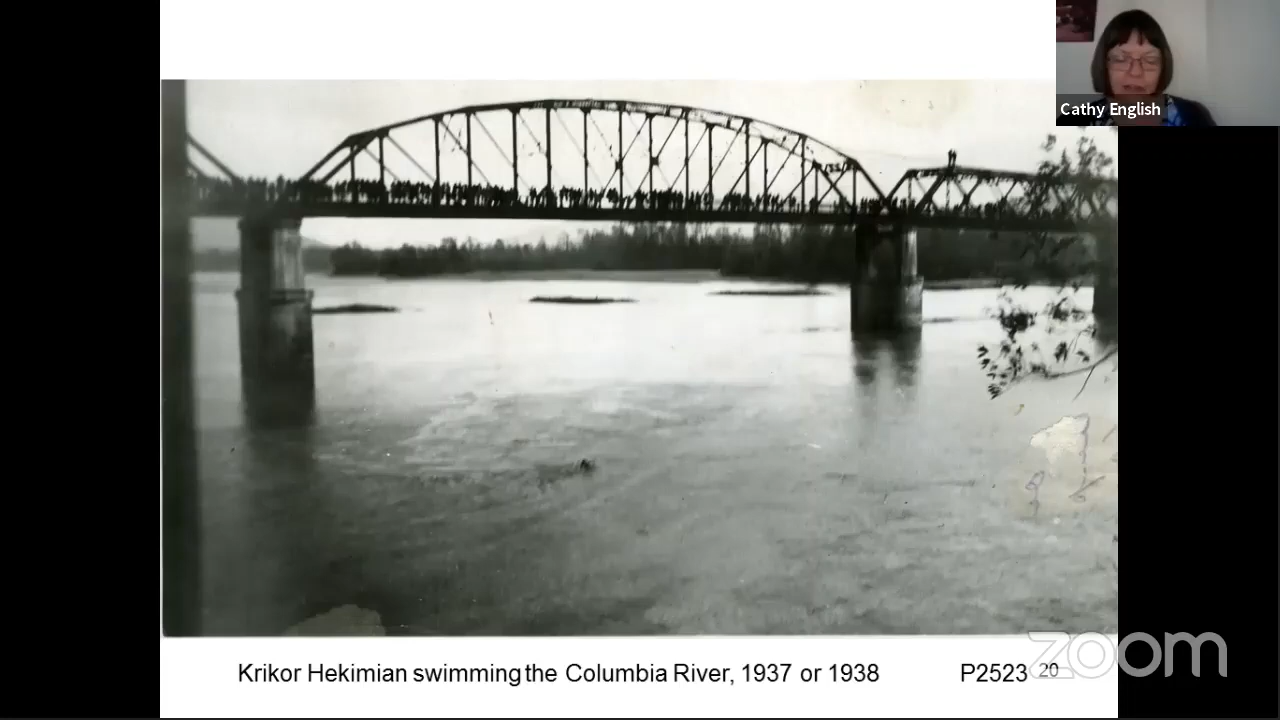 Cathy English
Krikor Hekimian swimming the Columbia River, 1937 or 1938 P2523 20
zoom